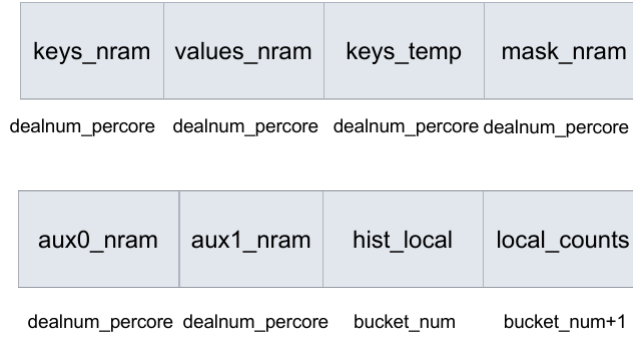 keys_nram values_nram keys_temp mask_nram
dealnum_percore dealnum_percore dealnum_percore dealnum_percore
aux0_nram aux1_nram hist_local local_counts
dealnum_percore dealnum_percore bucket_num bucket_num+1